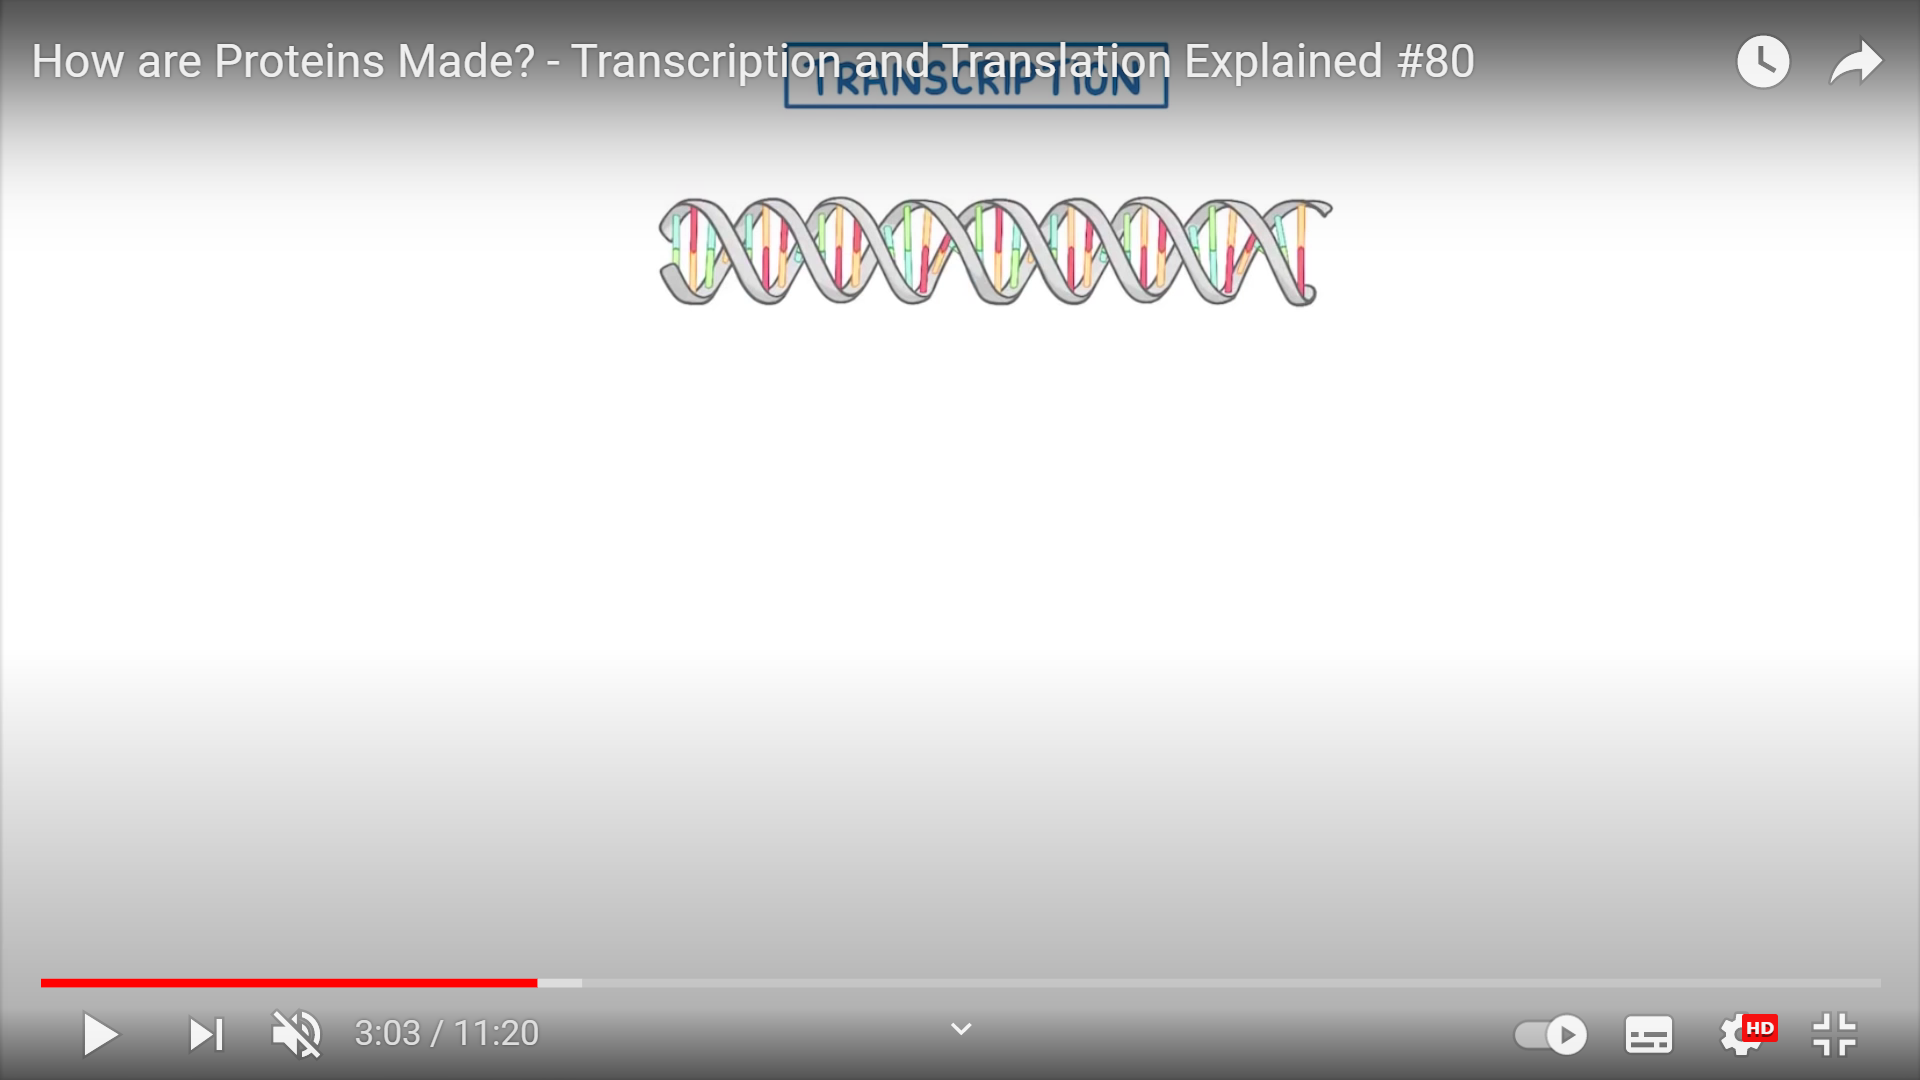 How are Proteins Made? - Transcription and Translation Explained #80
TRANSCRIPTION
3:03 / 11:20
HD